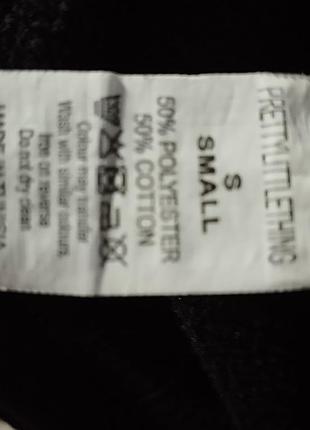 PRETTYLITTLETHING
S
SMALL
50% POLYESTER
50% COTTON
Colour may transfer
Wash with similar colours.
Iron on reverse
Do not dry clean.